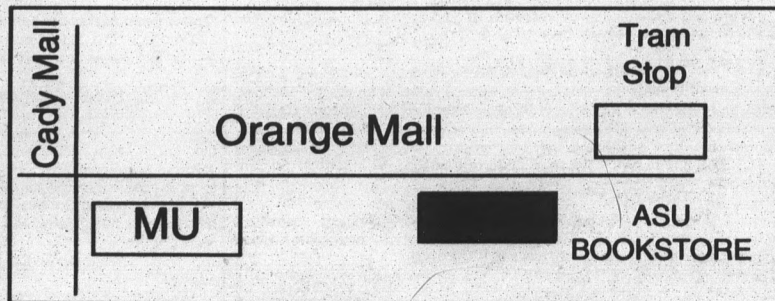 Cady Mall
Tram
Stop
Orange Mall
MU
ASU
BOOKSTORE